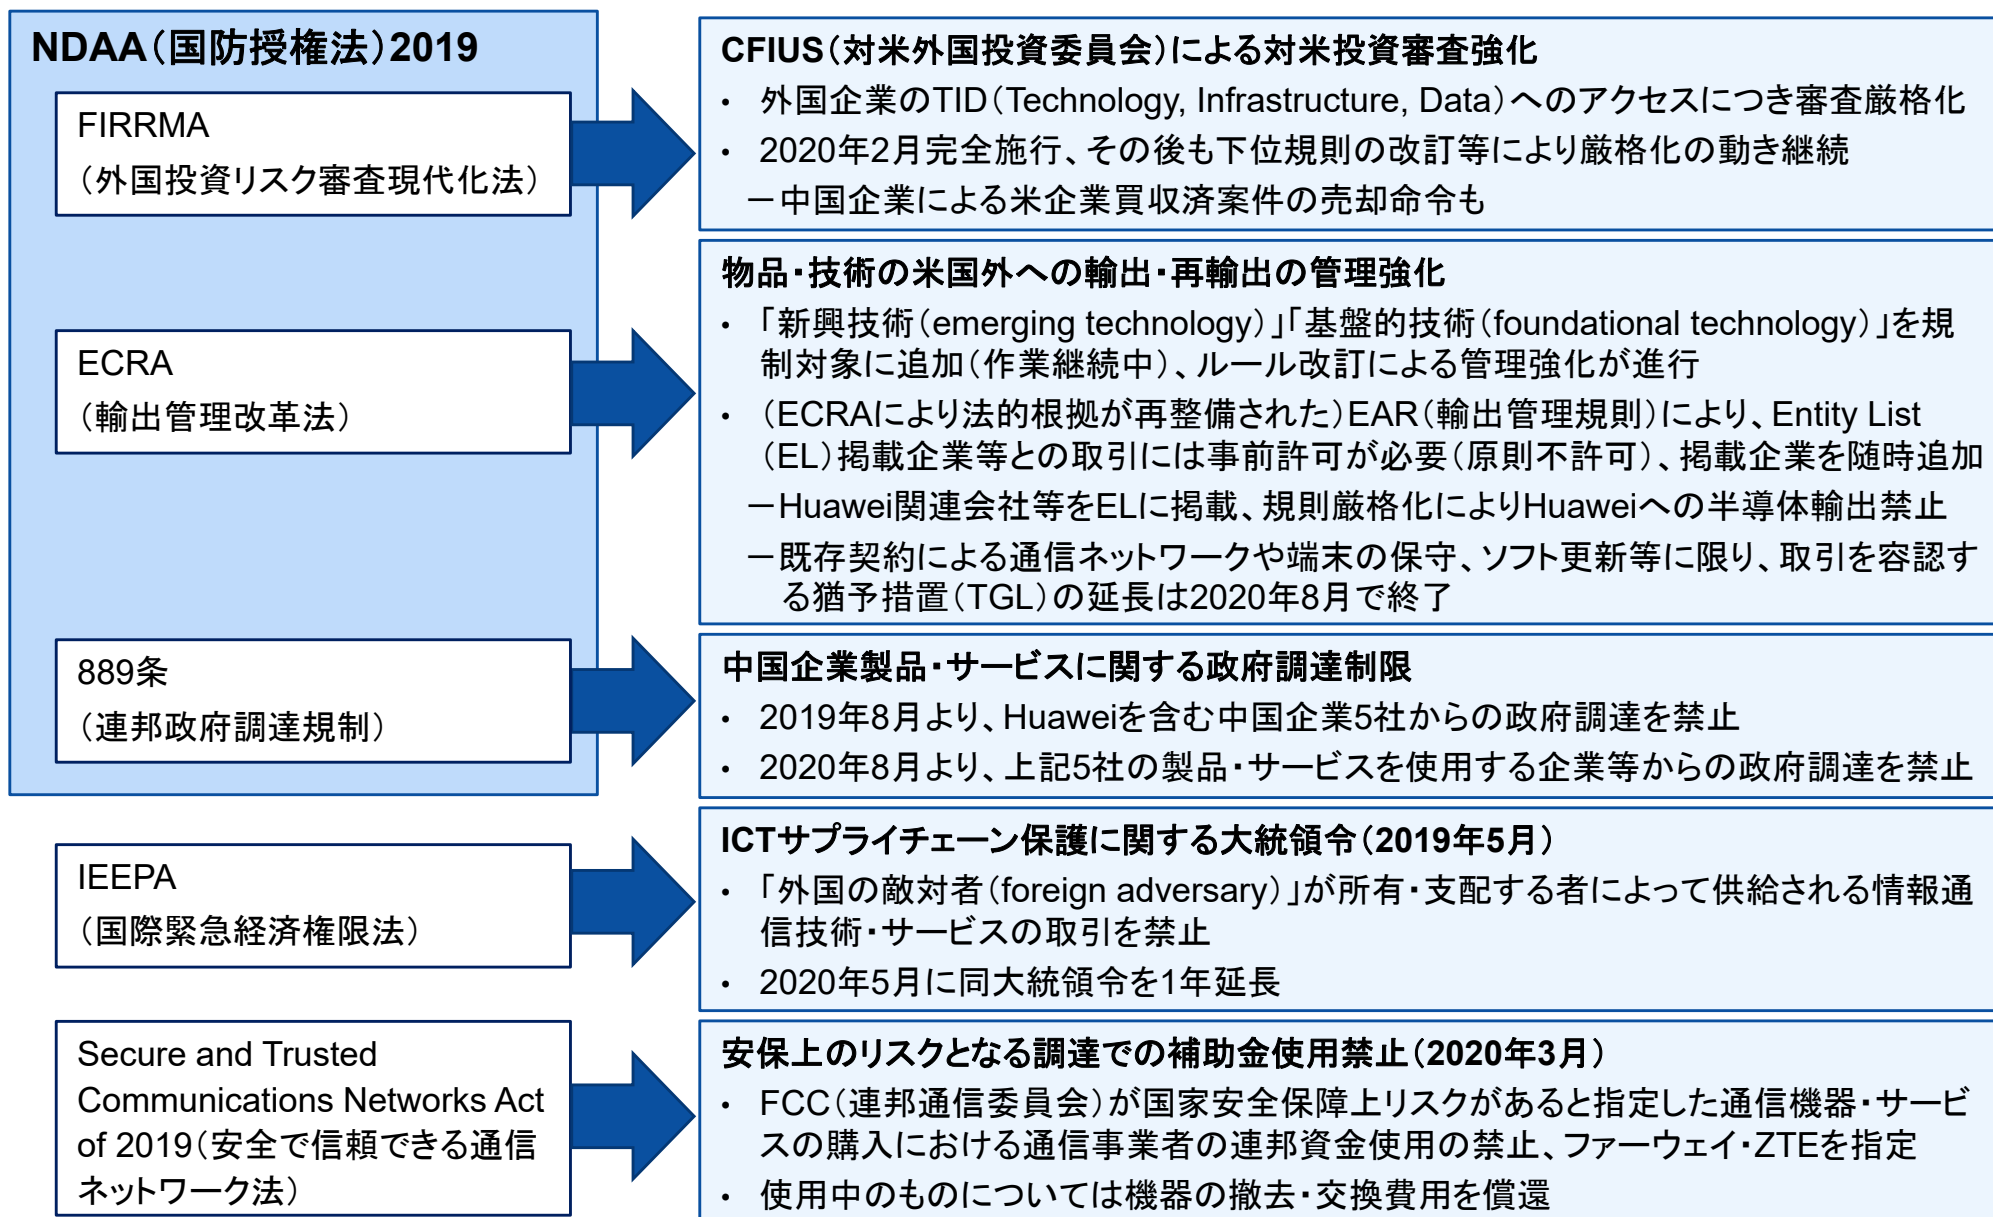 NDAA（国防授権法）2019
FIRRMA
（外国投資リスク審査現代化法）
CFIUS（対米外国投資委員会）による対米投資審査強化
• 外国企業のTID（Technology, Infrastructure, Data）へのアクセスにつき審査厳格化
• 2020年2月完全施行、その後も下位規則の改訂等により厳格化の動き継続
－中国企業による米企業買収済案件の売却命令も
ECRA
（輸出管理改革法）
物品・技術の米国外への輸出・再輸出の管理強化
• 「新興技術（emerging technology）」「基盤的技術（foundational technology）」を規
制対象に追加（作業継続中）、ルール改訂による管理強化が進行
• （ECRAにより法的根拠が再整備された）EAR（輸出管理規則）により、Entity List
（EL）掲載企業等との取引には事前許可が必要（原則不許可）、掲載企業を随時追加
－Huawei関連会社等をELに掲載、規則厳格化によりHuaweiへの半導体輸出禁止
－既存契約による通信ネットワークや端末の保守、ソフト更新等に限り、取引を容認す
る猶予措置（TGL）の延長は2020年8月で終了
889条
（連邦政府調達規制）
中国企業製品・サービスに関する政府調達制限
• 2019年8月より、Huaweiを含む中国企業5社からの政府調達を禁止
• 2020年8月より、上記5社の製品・サービスを使用する企業等からの政府調達を禁止
IEEPA
（国際緊急経済権限法）
ICTサプライチェーン保護に関する大統領令（2019年5月）
• 「外国の敵対者（foreign adversary）」が所有・支配する者によって供給される情報通
信技術・サービスの取引を禁止
• 2020年5月に同大統領令を1年延長
Secure and Trusted
Communications Networks Act
of 2019（安全で信頼できる通信
ネットワーク法）
安保上のリスクとなる調達での補助金使用禁止（2020年3月）
• FCC（連邦通信委員会）が国家安全保障上リスクがあると指定した通信機器・サービ
スの購入における通信事業者の連邦資金使用の禁止、ファーウェイ・ZTEを指定
• 使用中のものについては機器の撤去・交換費用を償還